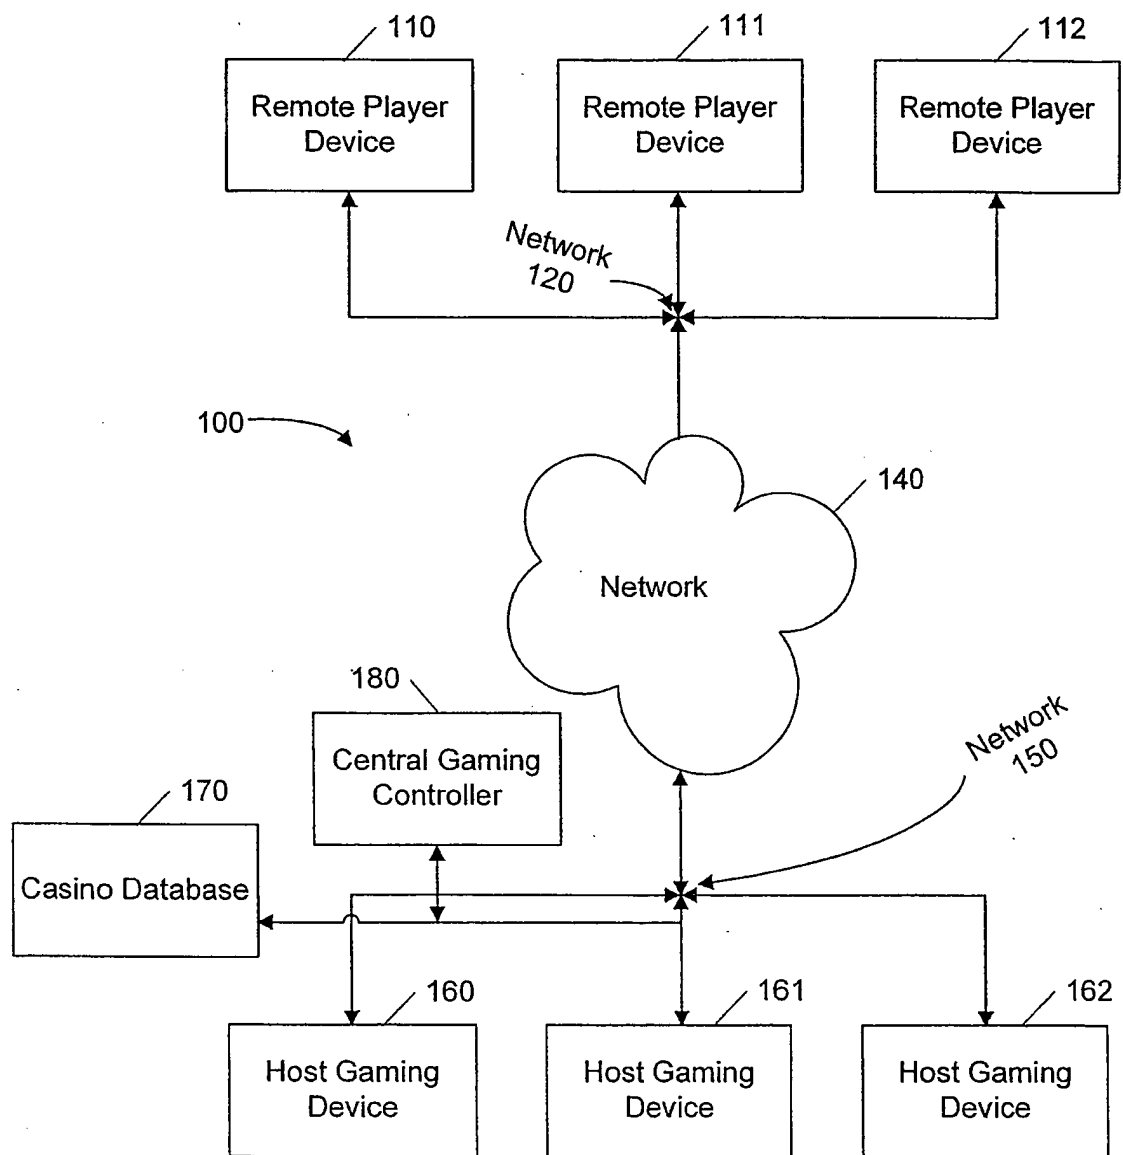 110
111
112
Remote Player
Device
Remote Player
Device
Remote Player
Device
Network
120
100
140
Network
180
Central Gaming
Controller
Network
150
170
Casino Database
160
161
162
Host Gaming
Device
Host Gaming
Device
Host Gaming
Device